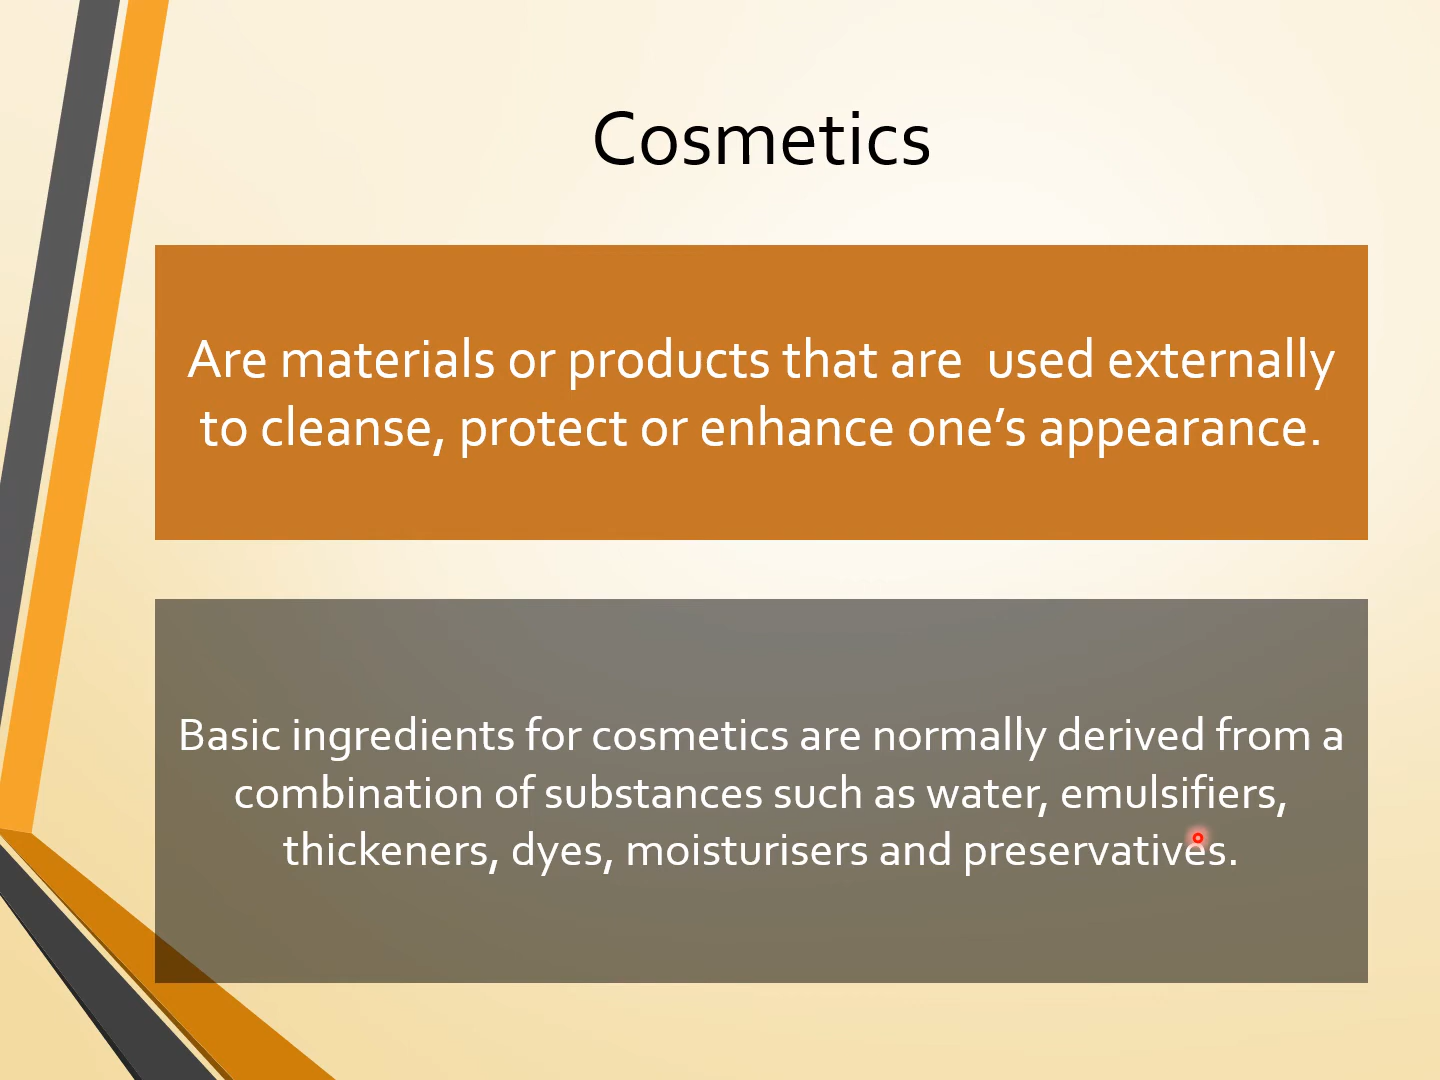 Cosmetics
Are materials or products that are  used externally
to cleanse, protect or enhance one’s appearance.
Basic ingredients for cosmetics are normally derived from a
combination of substances such as water, emulsifiers,
thickeners, dyes, moisturisers and preservatives.